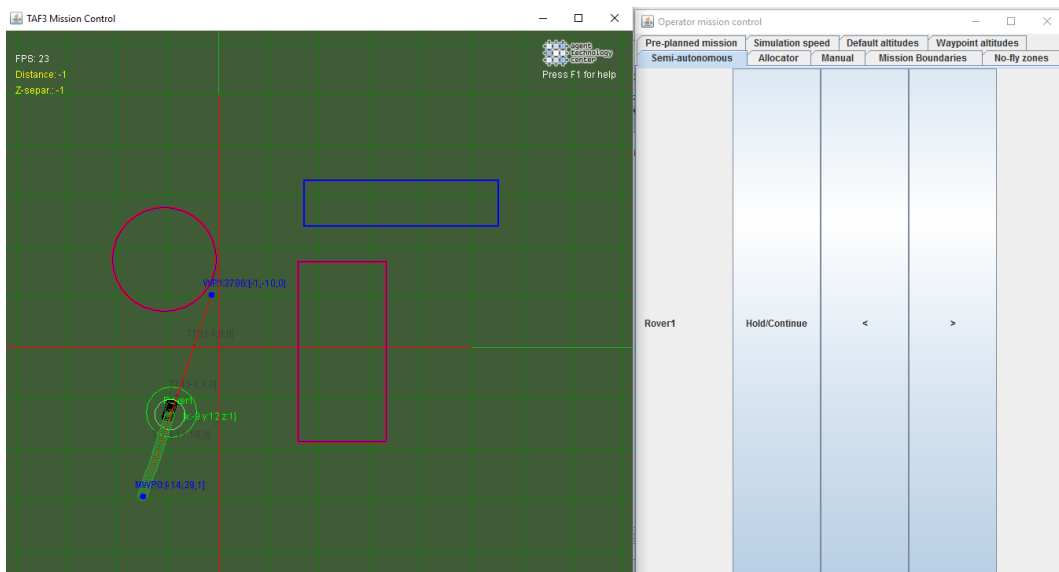 TAF3 Mission Control
FPS: 23
Distance: -1
Z-separ.: -1
agent
technology
center
Press F1 for help
WP13786:[-1,-10,0]
Rover1
y:12 z:1]
MWP0:[-14,29,1]
Operator mission control
Pre-planned mission
Simulation speed
Default altitudes
Waypoint altitudes
Semi-autonomous
Allocator
Manual
Mission Boundaries
No-fly zones
Rover1
Hold/Continue
<
>